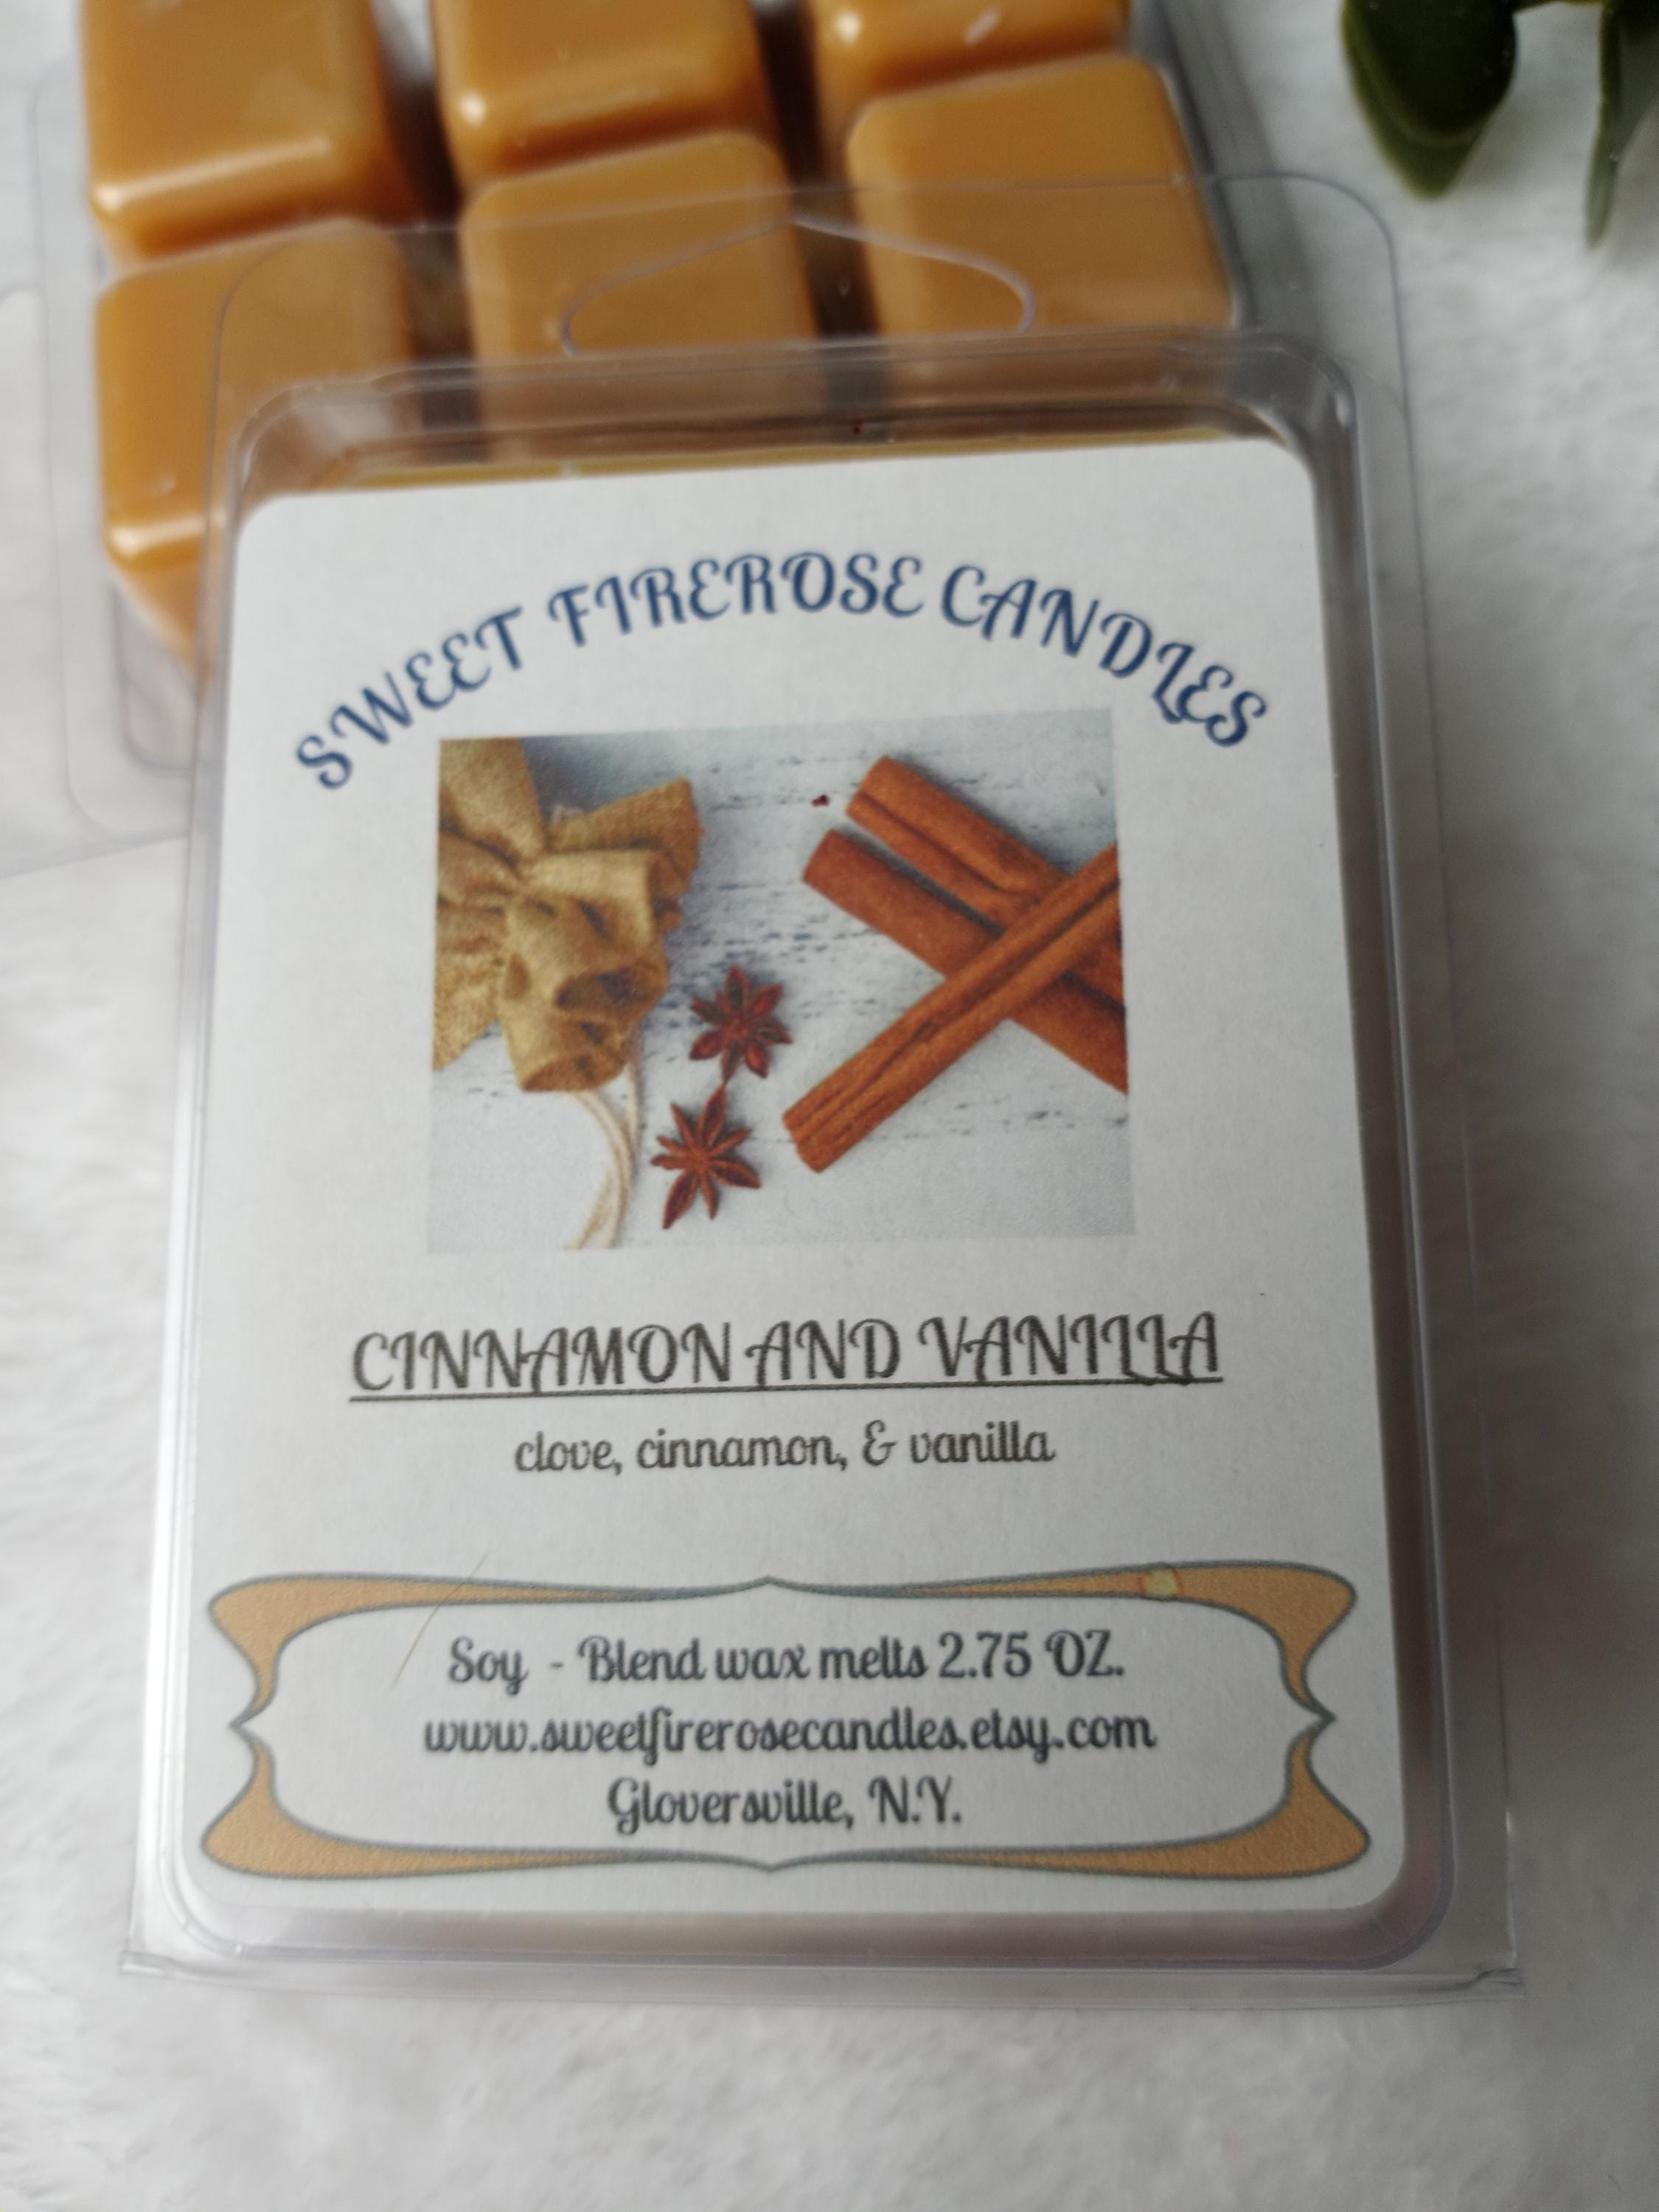 SWEET FIREROSE CANDLES
CINNAMON AND VANILLA
clove, cinnamon, & vanilla
Soy - Blend wax melts 2.75 OZ.
www.sweetfirerosecandles.etsy.com
Gloversville, N.Y.